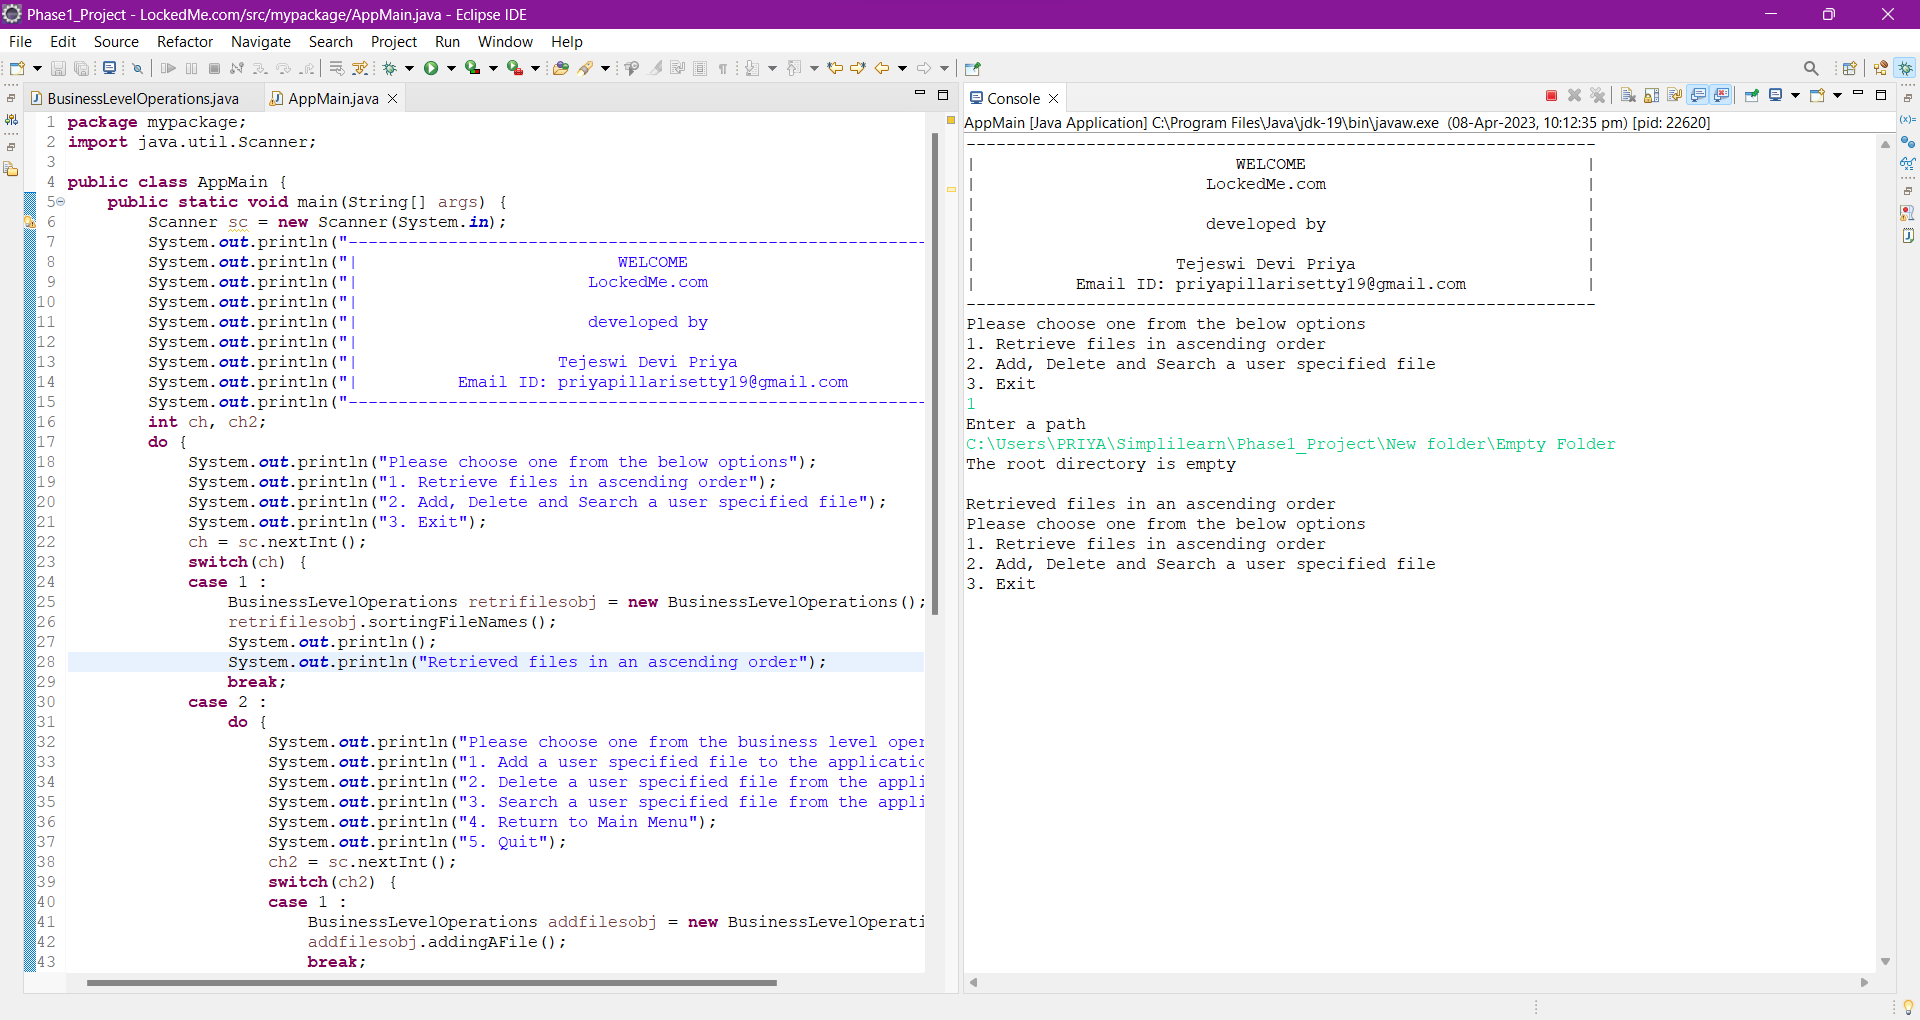 Phase1_Project - LockedMe.com/src/mypackage/AppMain.java - Eclipse IDE
File Edit Source Refactor Navigate Search Project Run Window Help
BusinessLevelOperations.java AppMain.java
1 package mypackage;
2 import java.util.Scanner;
3
4 public class AppMain {
5 public static void main(String[] args) {
6 Scanner sc = new Scanner(System.in);
7 System.out.println("----------------------------------------------------------
8 System.out.println("| WELCOME
9 System.out.println("| LockedMe.com
10 System.out.println("|
11 System.out.println("| developed by
12 System.out.println("|
13 System.out.println("| Tejeswi Devi Priya
14 System.out.println("| Email ID: priyapillarisetty19@gmail.com
15 System.out.println("----------------------------------------------------------
16 int ch, ch2;
17 do {
18 System.out.println("Please choose one from the below options");
19 System.out.println("1. Retrieve files in ascending order");
20 System.out.println("2. Add, Delete and Search a user specified file");
21 System.out.println("3. Exit");
22 ch = sc.nextInt();
23 switch(ch) {
24 case 1 :
25 BusinessLevelOperations retrifilesobj = new BusinessLevelOperations();
26 retrifilesobj.sortingFileNames();
27 System.out.println();
28 System.out.println("Retrieved files in an ascending order");
29 break;
30 case 2 :
31 do {
32 System.out.println("Please choose one from the business level oper
33 System.out.println("1. Add a user specified file to the applicatio
34 System.out.println("2. Delete a user specified file from the appli
35 System.out.println("3. Search a user specified file from the appli
36 System.out.println("4. Return to Main Menu");
37 System.out.println("5. Quit");
38 ch2 = sc.nextInt();
39 switch(ch2) {
40 case 1 :
41 BusinessLevelOperations addfilesobj = new BusinessLevelOperati
42 addfilesobj.addingAFile();
43 break;
Console
AppMain [Java Application] C:\Program Files\Java\jdk-19\bin\javaw.exe (08-Apr-2023, 10:12:35 pm) [pid: 22620]
---------------------------------------------------------------
| WELCOME |
| LockedMe.com |
| |
| developed by |
| |
| Tejeswi Devi Priya |
| Email ID: priyapillarisetty19@gmail.com |
---------------------------------------------------------------
Please choose one from the below options
1. Retrieve files in ascending order
2. Add, Delete and Search a user specified file
3. Exit
1
Enter a path
C:\Users\PRIYA\Simplilearn\Phase1_Project\New folder\Empty Folder
The root directory is empty
Retrieved files in an ascending order
Please choose one from the below options
1. Retrieve files in ascending order
2. Add, Delete and Search a user specified file
3. Exit